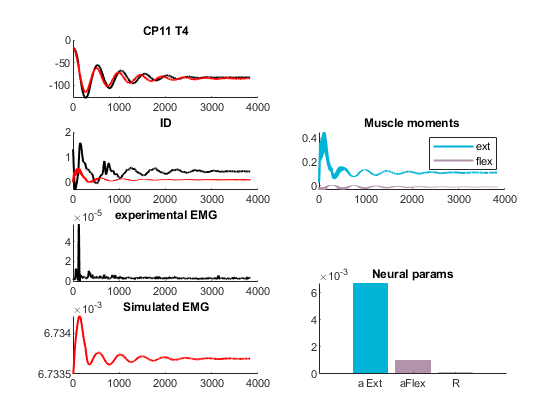 CP11 T4
0
-50
-100
0 1000 2000 3000 4000
ID
2
1
0
0 1000 2000 3000 4000
×10⁻⁵ experimental EMG
4
2
0
0 1000 2000 3000 4000
×10⁻³ Simulated EMG
6.734
6.7335
0 1000 2000 3000 4000
Muscle moments
0.4
0.2
0
ext
flex
0 1000 2000 3000 4000
×10⁻³ Neural params
6
4
2
0
a Ext aFlex R